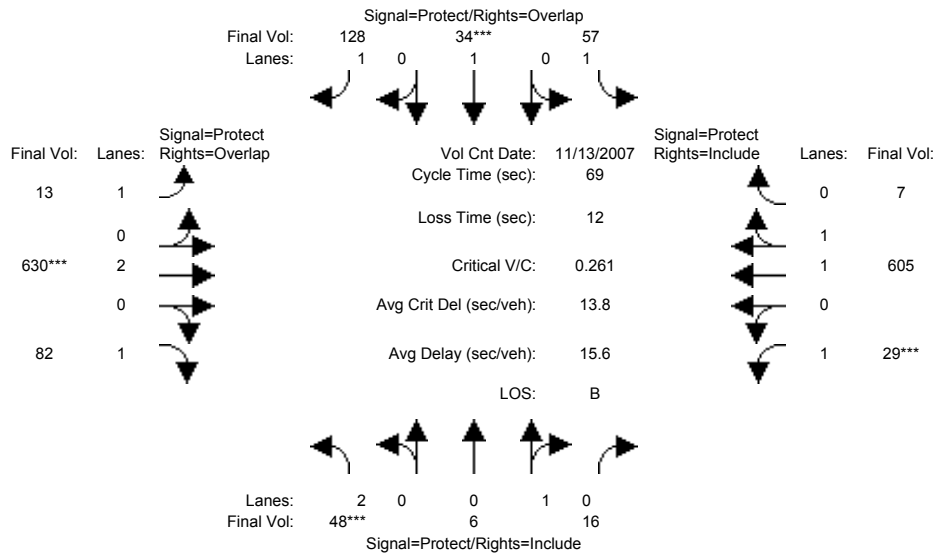 Signal=Protect/Rights=Overlap
Final Vol: 128 34*** 57
Lanes: 1 0 1 0 1
Signal=Protect Signal=Protect
Final Vol: Lanes: Rights=Overlap Vol Cnt Date: 11/13/2007 Rights=Include Lanes: Final Vol:
Cycle Time (sec): 69
13 1 0 7
Loss Time (sec): 12
0 1
630*** 2 Critical V/C: 0.261 1 605
0 Avg Crit Del (sec/veh): 13.8 0
82 1 Avg Delay (sec/veh): 15.6 1 29***
LOS: B
Lanes: 2 0 0 1 0
Final Vol: 48*** 6 16
Signal=Protect/Rights=Include